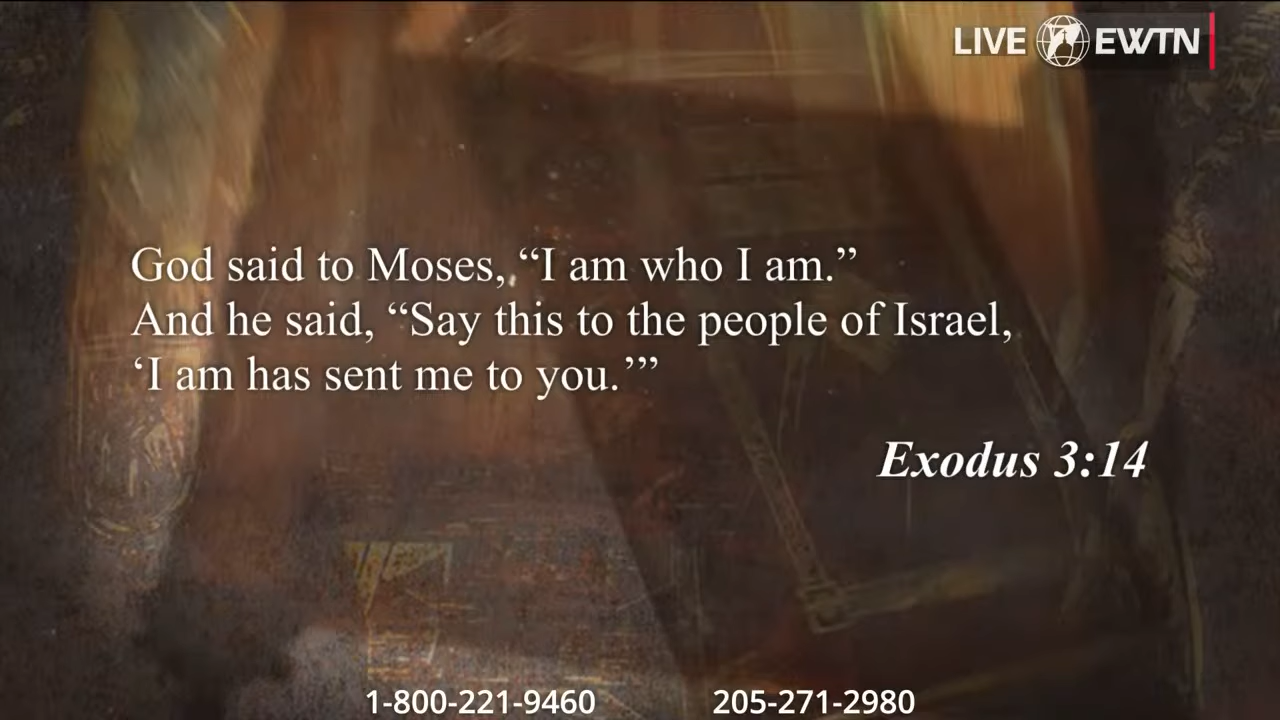 LIVE EWTN
God said to Moses, “I am who I am.”
And he said, “Say this to the people of Israel,
‘I am has sent me to you.’”
Exodus 3:14
1-800-221-9460 205-271-2980